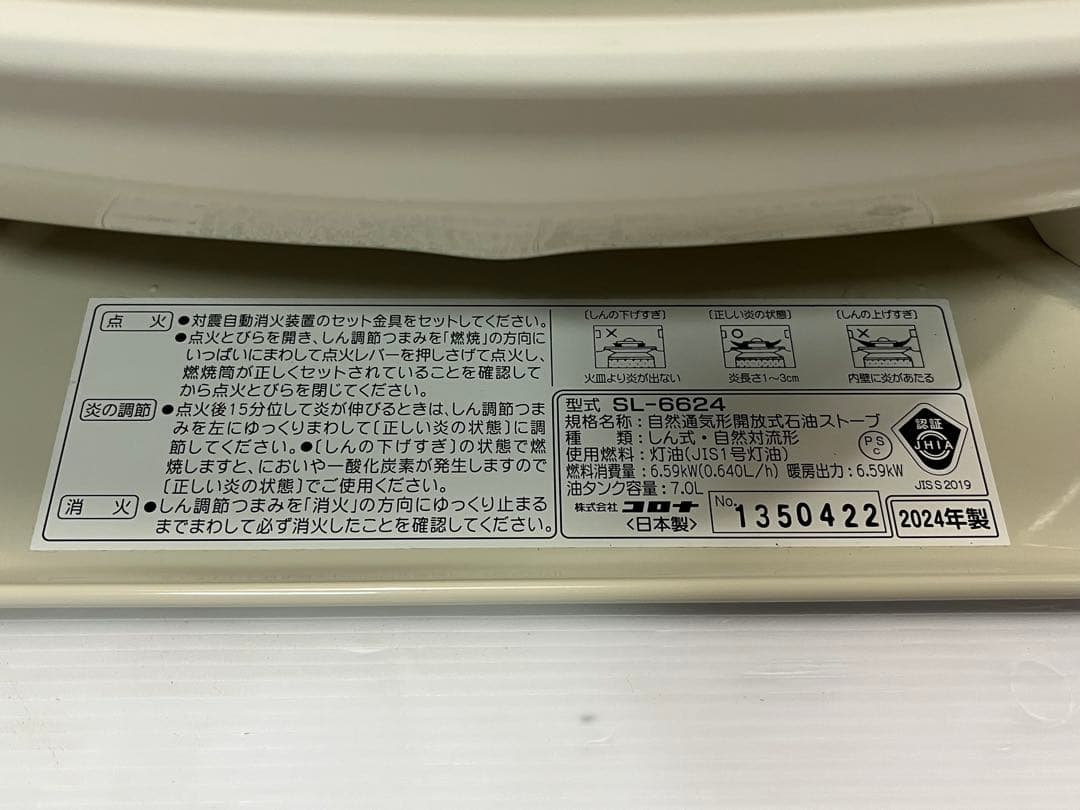 点火
●対震自動消火装置のセット金具をセットしてください。
●点火とびらを開き、しん調節つまみを「燃焼」の方向に
いっぱいにまわして点火レバーを押しさげて点火し、
燃焼筒が正しくセットされていることを確認して
から点火とびらを閉じてください。
炎の調節
●点火後15分位して炎が伸びるときは、しん調節つま
みを左にゆっくりまわして〔正しい炎の状態〕に調
節してください。●〔しんの下げすぎ〕の状態で燃
焼しますと、においや一酸化炭素が発生しますので
〔正しい炎の状態〕でご使用ください。
消火
●しん調節つまみを「消火」の方向にゆっくり止まる
までまわして必ず消火したことを確認してください。
〔しんの下げすぎ〕
火皿より炎が出ない
〔正しい炎の状態〕
炎長さ1~3cm
〔しんの上げすぎ〕
内壁に炎があたる
型式 SL-6624
規格名称:自然通気形開放式石油ストーブ
種類:しん式・自然対流形
使用燃料:灯油(JIS1号灯油)
燃料消費量:6.59kW(0.640L/h) 暖房出力:6.59kW
油タンク容量:7.0L
PS
C
認証
JHIA
JIS S 2019
株式会社 コロナ
<日本製>
No. 1350422
2024年製